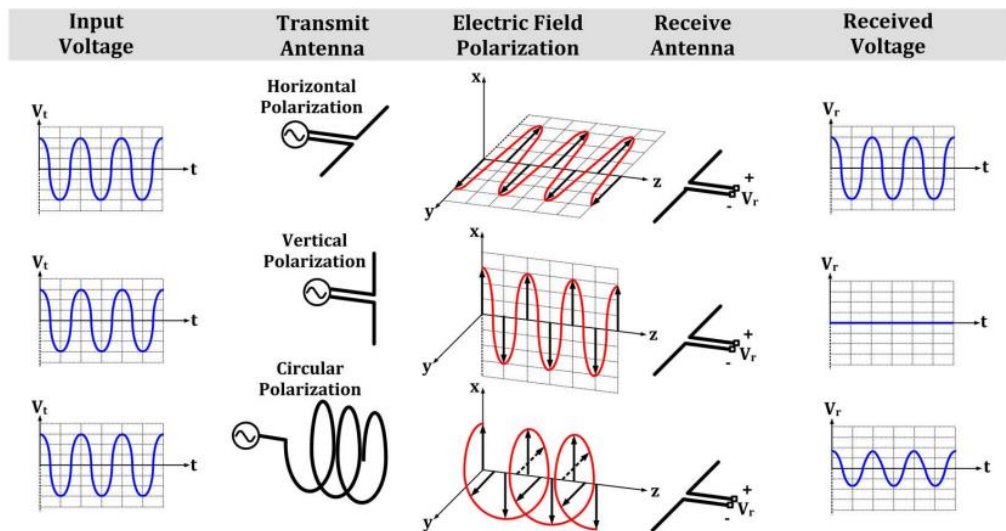 Input
Voltage
Transmit
Antenna
Electric Field
Polarization
Receive
Antenna
Received
Voltage
Horizontal
Polarization
Vt
t
x
y
z
+
Vr
-
Vr
t
Vertical
Polarization
Vt
t
x
y
z
+
Vr
-
Vr
t
Circular
Polarization
Vt
t
x
y
z
+
Vr
-
Vr
t